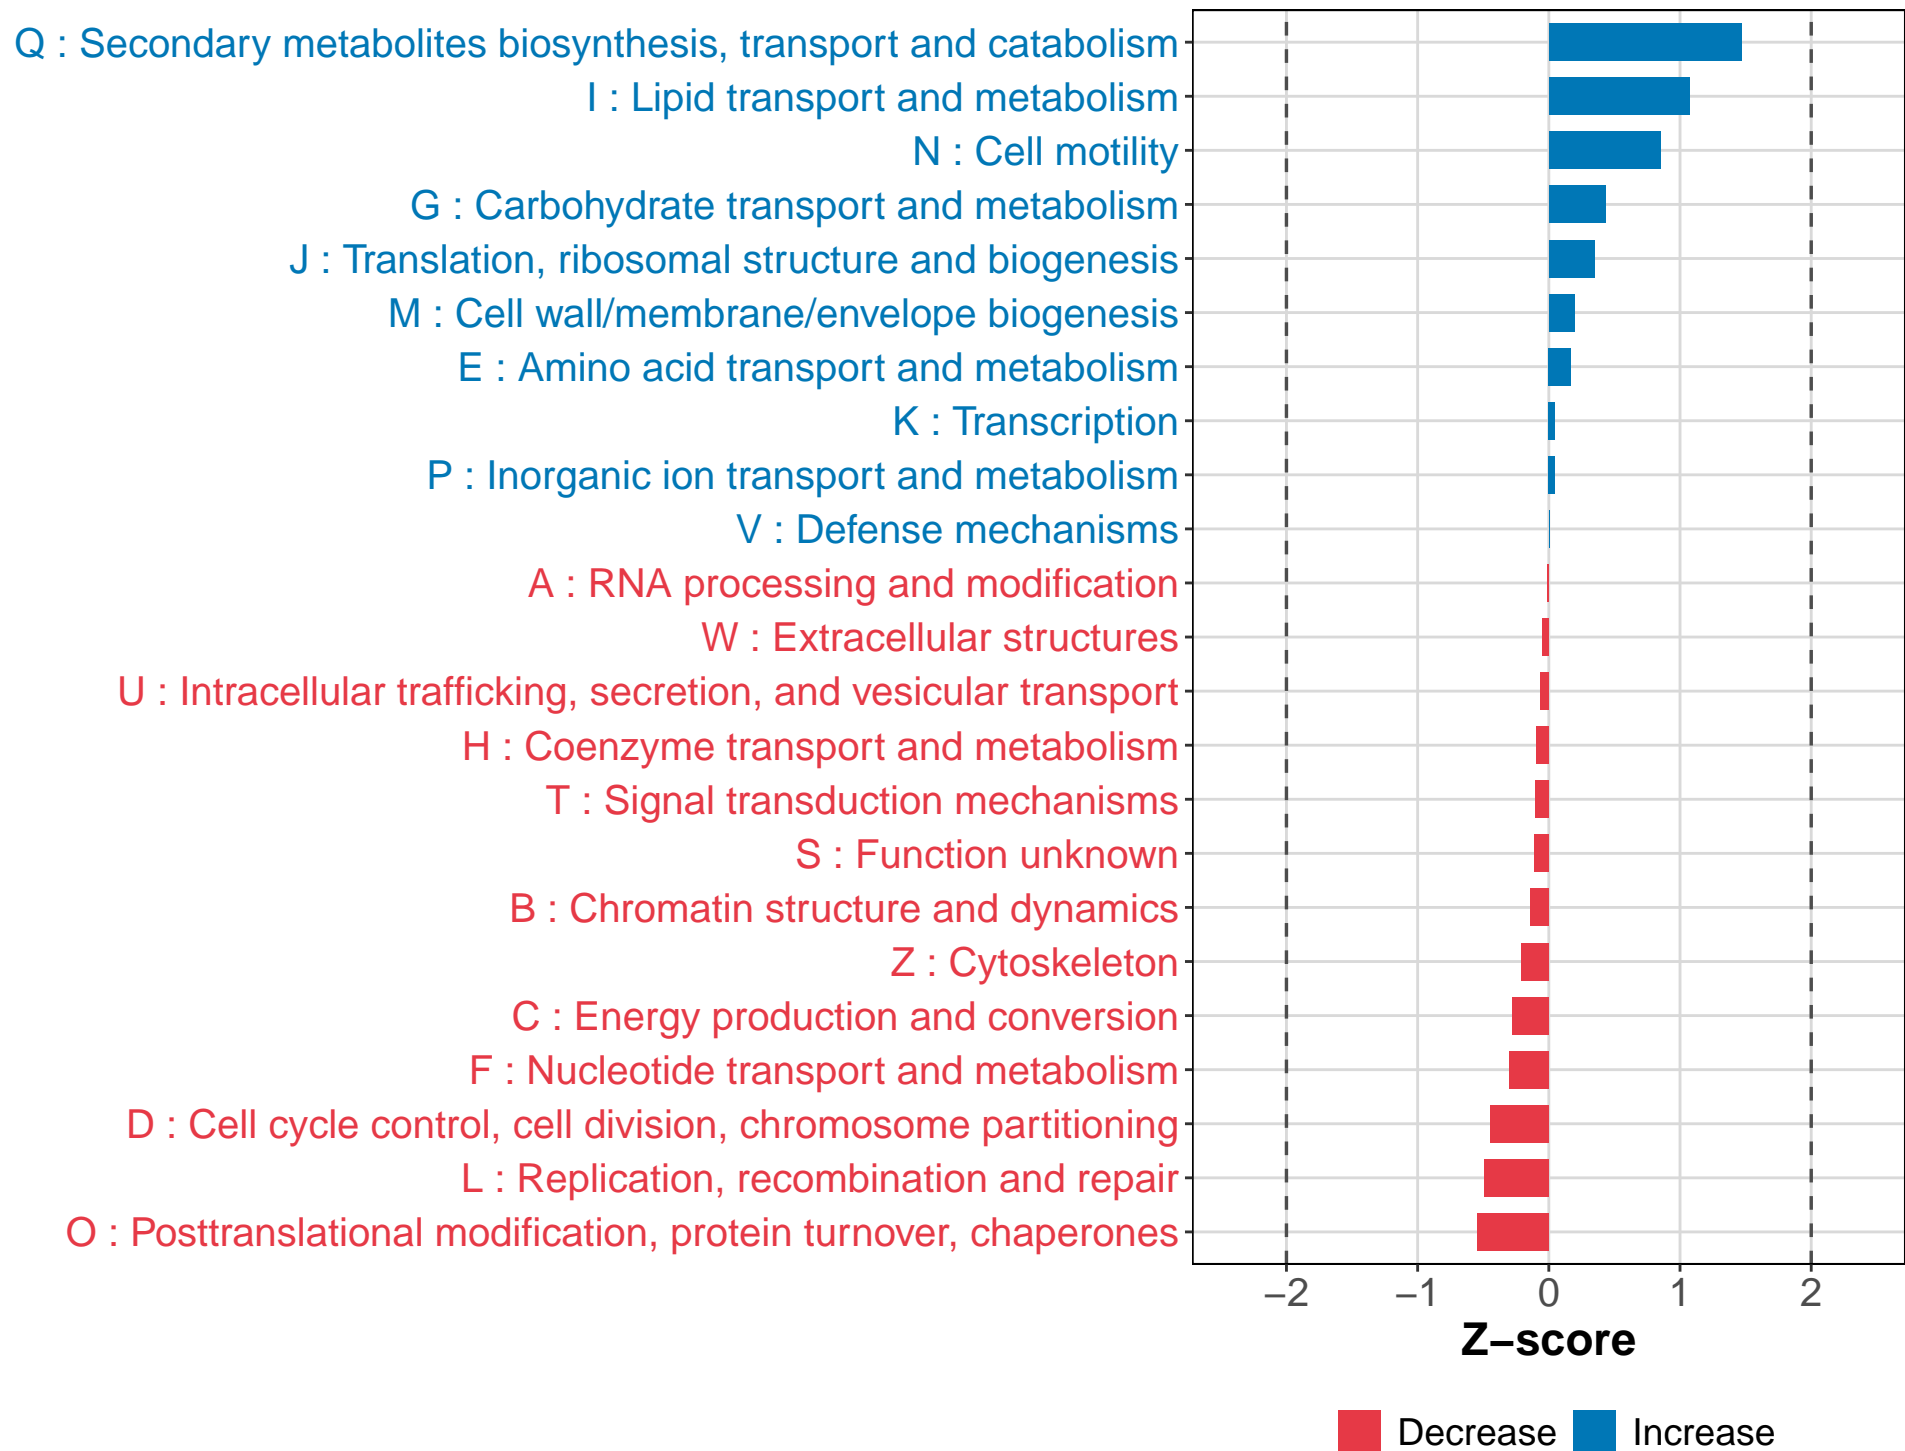 Q : Secondary metabolites biosynthesis, transport and catabolism
I : Lipid transport and metabolism
N : Cell motility
G : Carbohydrate transport and metabolism
J : Translation, ribosomal structure and biogenesis
M : Cell wall/membrane/envelope biogenesis
E : Amino acid transport and metabolism
K : Transcription
P : Inorganic ion transport and metabolism
V : Defense mechanisms
A : RNA processing and modification
W : Extracellular structures
U : Intracellular trafficking, secretion, and vesicular transport
H : Coenzyme transport and metabolism
T : Signal transduction mechanisms
S : Function unknown
B : Chromatin structure and dynamics
Z : Cytoskeleton
C : Energy production and conversion
F : Nucleotide transport and metabolism
D : Cell cycle control, cell division, chromosome partitioning
L : Replication, recombination and repair
O : Posttranslational modification, protein turnover, chaperones
−2 −1 0 1 2
Z−score
Decrease Increase